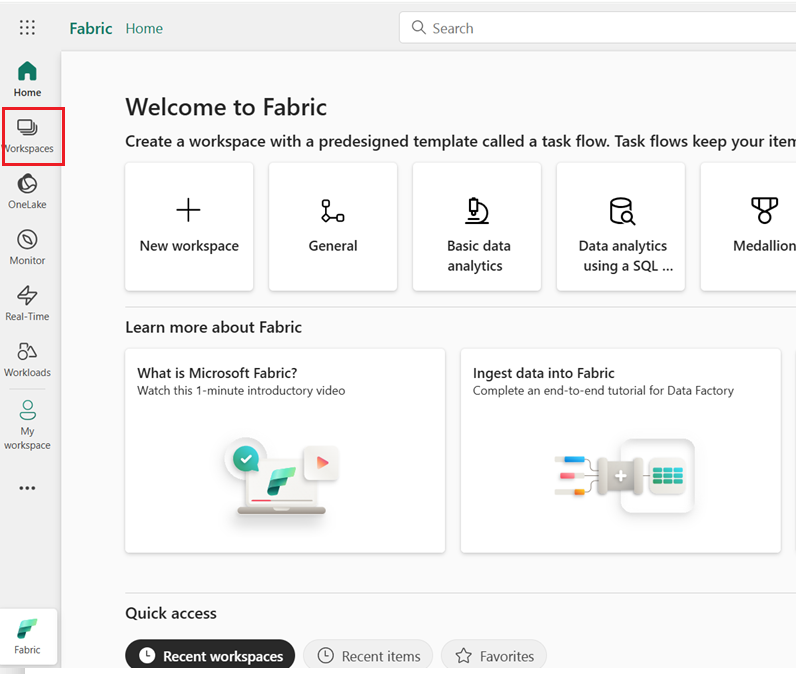 Fabric Home
Search
Home
Workspaces
OneLake
Monitor
Real-Time
Workloads
My
workspace
Fabric
Welcome to Fabric
Create a workspace with a predesigned template called a task flow. Task flows keep your item
New workspace
General
Basic data
analytics
Data analytics
using a SQL ...
Medallion
Learn more about Fabric
What is Microsoft Fabric?
Watch this 1-minute introductory video
Ingest data into Fabric
Complete an end-to-end tutorial for Data Factory
Quick access
Recent workspaces
Recent items
Favorites